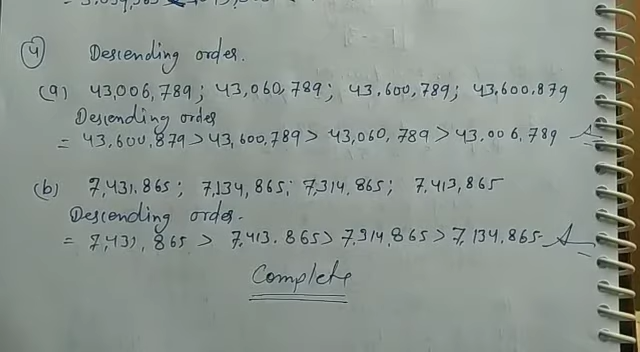 (4) Descending order.
(a) 43,006,789; 43,060,789; 43,600,789; 43,600,879
Descending order
= 43,600,879 > 43,600,789 > 43,060,789 > 43,006,789
(b) 7,431,865; 7,134,865; 7,314,865; 7,413,865
Descending order.
= 7,431,865 > 7,413,865 > 7,314,865 > 7,134,865
Complete